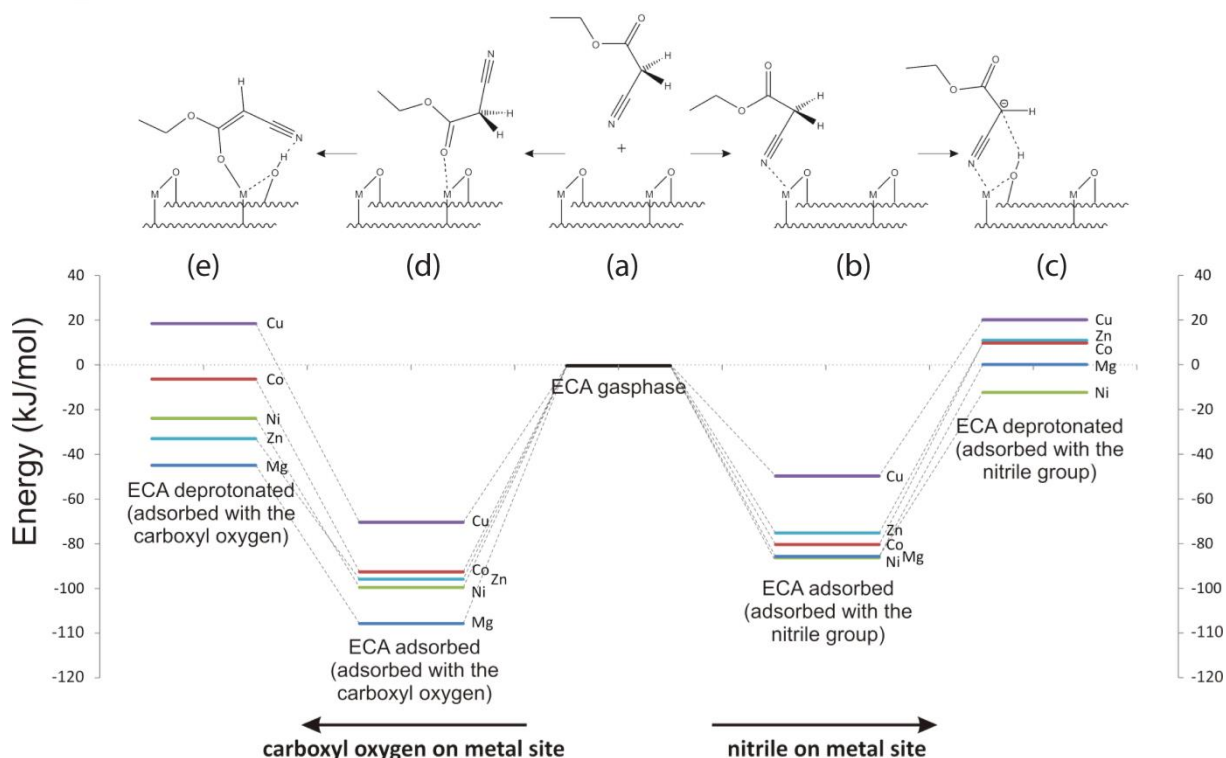 O N O O O
O H H H
H N N H
O O H O O H
O N O ⊖ H
H N + N N H
O O O
M O M M O M O M O M O M O M O M M O
(e) (d) (a) (b) (c)
Energy (kJ/mol)
40
20
0
-20
-40
-60
-80
-100
-110
-120
Cu
Co
Ni
Zn
Mg
ECA deprotonated
(adsorbed with the
carboxyl oxygen)
Cu
Co
Zn
Ni
Mg
ECA adsorbed
(adsorbed with the
carboxyl oxygen)
ECA gasphase
Cu
Zn
Co
Mg
Ni
ECA adsorbed
(adsorbed with the
nitrile group)
Cu
Zn
Co
Mg
Ni
ECA deprotonated
(adsorbed with the
nitrile group)
40
20
0
-20
-40
-60
-80
-100
-110
-120
carboxyl oxygen on metal site
nitrile on metal site